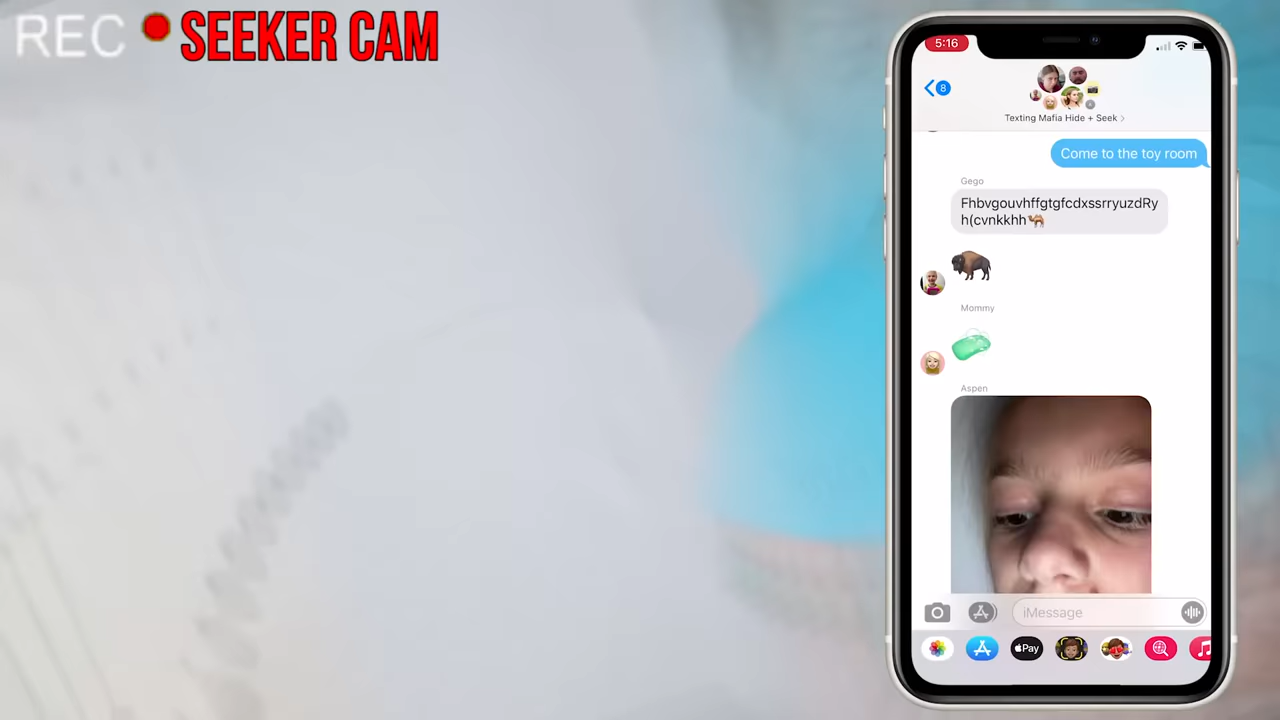 REC SEEKER CAM
5:16
8
Texting Mafia Hide + Seek
Come to the toy room
Gego
FhbvgouvhffgtgfcdxssrryuzdRy
h(cvnkkhh
Mommy
Aspen
iMessage
Pay